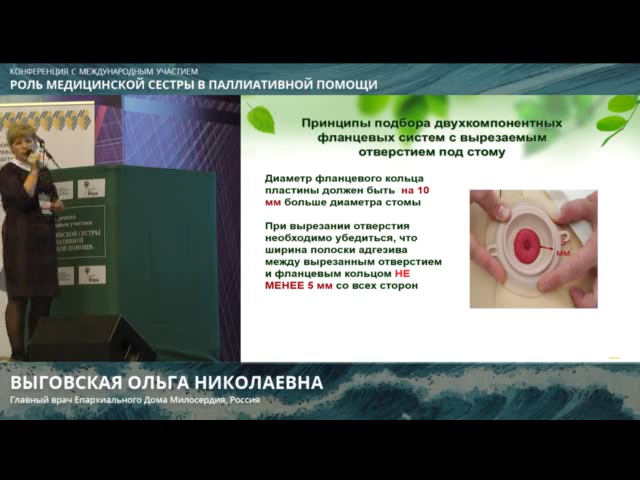 КОНФЕРЕНЦИЯ С МЕЖДУНАРОДНЫМ УЧАСТИЕМ
РОЛЬ МЕДИЦИНСКОЙ СЕСТРЫ В ПАЛЛИАТИВНОЙ ПОМОЩИ
Принципы подбора двухкомпонентных
фланцевых систем с вырезаемым
отверстием под стому
Диаметр фланцевого кольца
пластины должен быть на 10
мм больше диаметра стомы
При вырезании отверстия
необходимо убедиться, что
ширина полоски адгезива
между вырезанным отверстием
и фланцевым кольцом НЕ
МЕНЕЕ 5 мм со всех сторон
5
мм
ВЫГОВСКАЯ ОЛЬГА НИКОЛАЕВНА
Главный врач Епархиального Дома Милосердия, Россия